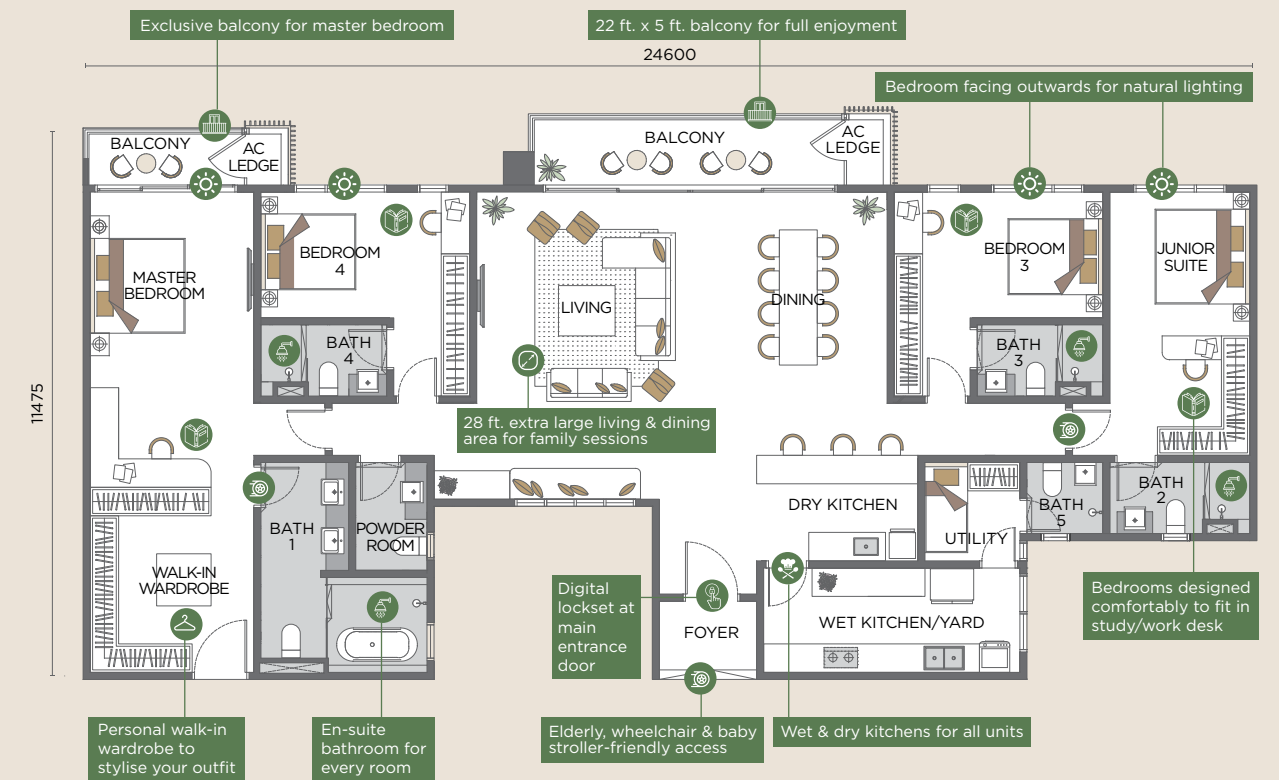 Exclusive balcony for master bedroom
22 ft. x 5 ft. balcony for full enjoyment
24600
Bedroom facing outwards for natural lighting
BALCONY
AC
LEDGE
BALCONY
AC
LEDGE
MASTER
BEDROOM
BEDROOM
4
LIVING
DINING
BEDROOM
3
JUNIOR
SUITE
BATH
4
BATH
3
11475
28 ft. extra large living & dining
area for family sessions
BATH
1
POWDER
ROOM
DRY KITCHEN
UTILITY
BATH
5
BATH
2
WALK-IN
WARDROBE
Digital
lockset at
main
entrance
door
FOYER
WET KITCHEN/YARD
Bedrooms designed
comfortably to fit in
study/work desk
Personal walk-in
wardrobe to
stylise your outfit
En-suite
bathroom for
every room
Elderly, wheelchair & baby
stroller-friendly access
Wet & dry kitchens for all units